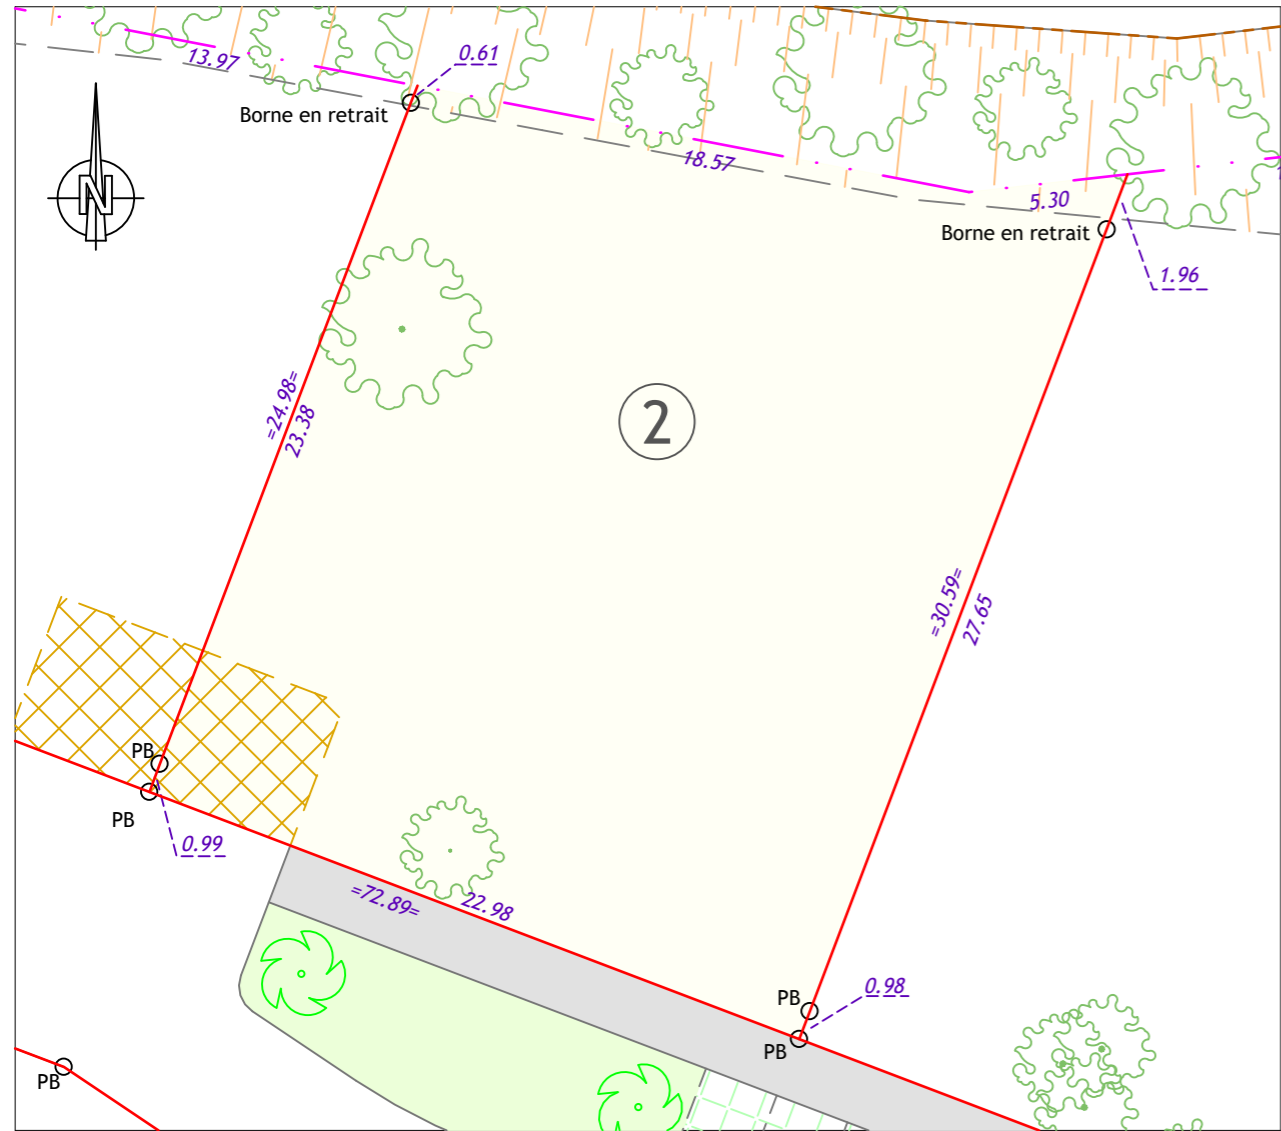 13.97
0.61
Borne en retrait
18.57
5.30
Borne en retrait
1.96
N
=24.98=
23.38
2
=30.59=
27.65
PB
PB
0.99
=72.89=
22.98
0.98
PB
PB
PB